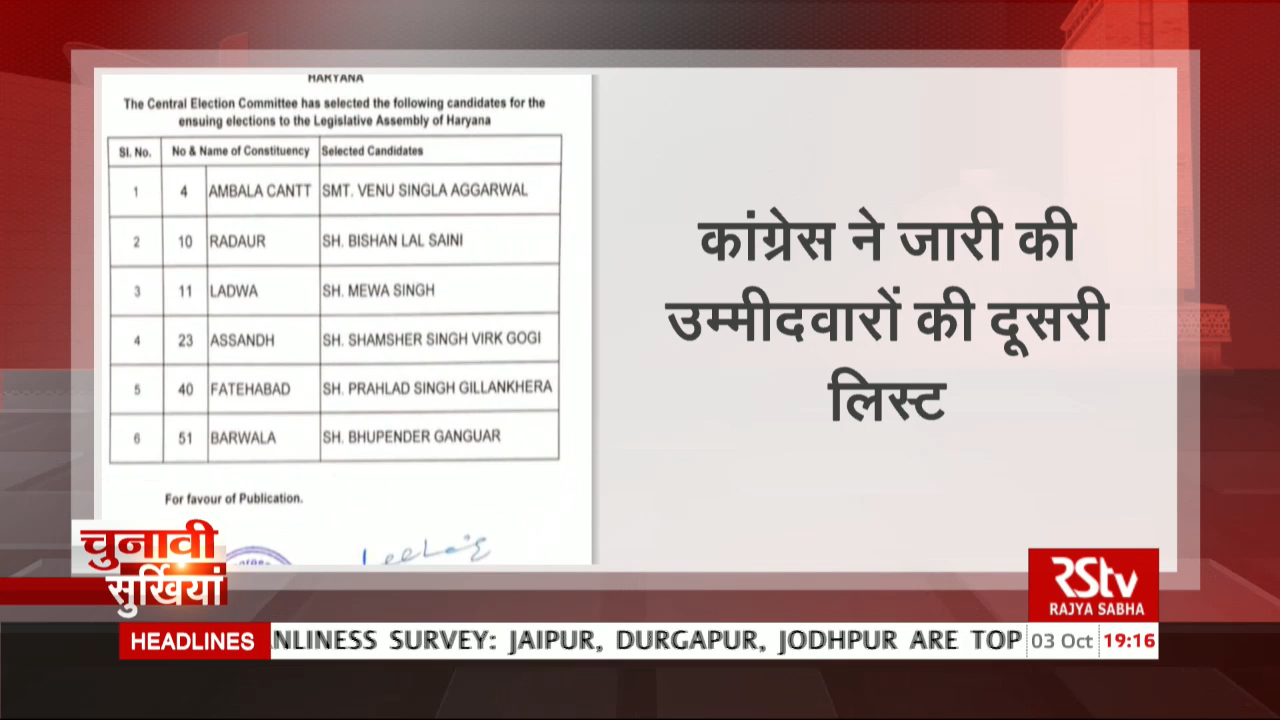 HARYANA
The Central Election Committee has selected the following candidates for the
ensuing elections to the Legislative Assembly of Haryana
Sl. No. No & Name of Constituency Selected Candidates
1 4 AMBALA CANTT SMT. VENU SINGLA AGGARWAL
2 10 RADAUR SH. BISHAN LAL SAINI
3 11 LADWA SH. MEWA SINGH
4 23 ASSANDH SH. SHAMSHER SINGH VIRK GOGI
5 40 FATEHABAD SH. PRAHLAD SINGH GILLANKHERA
6 51 BARWALA SH. BHUPENDER GANGUAR
For favour of Publication.
कांग्रेस ने जारी की
उम्मीदवारों की दूसरी
लिस्ट
चुनावी
सुर्खियां
RStv
RAJYA SABHA
HEADLINES NLINESS SURVEY: JAIPUR, DURGAPUR, JODHPUR ARE TOP 03 Oct 19:16